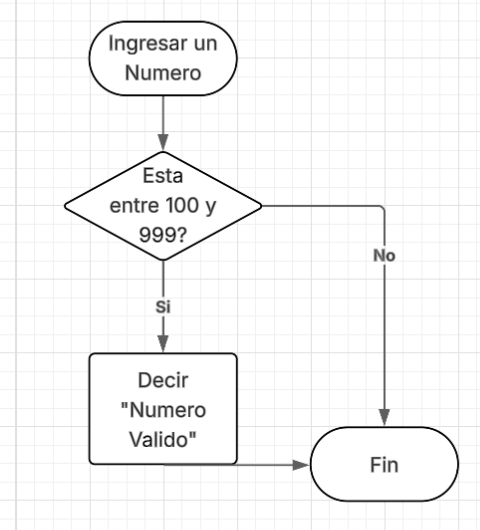 Ingresar un
Numero
Esta
entre 100 y
999?
No
Si
Decir
"Numero
Valido"
Fin